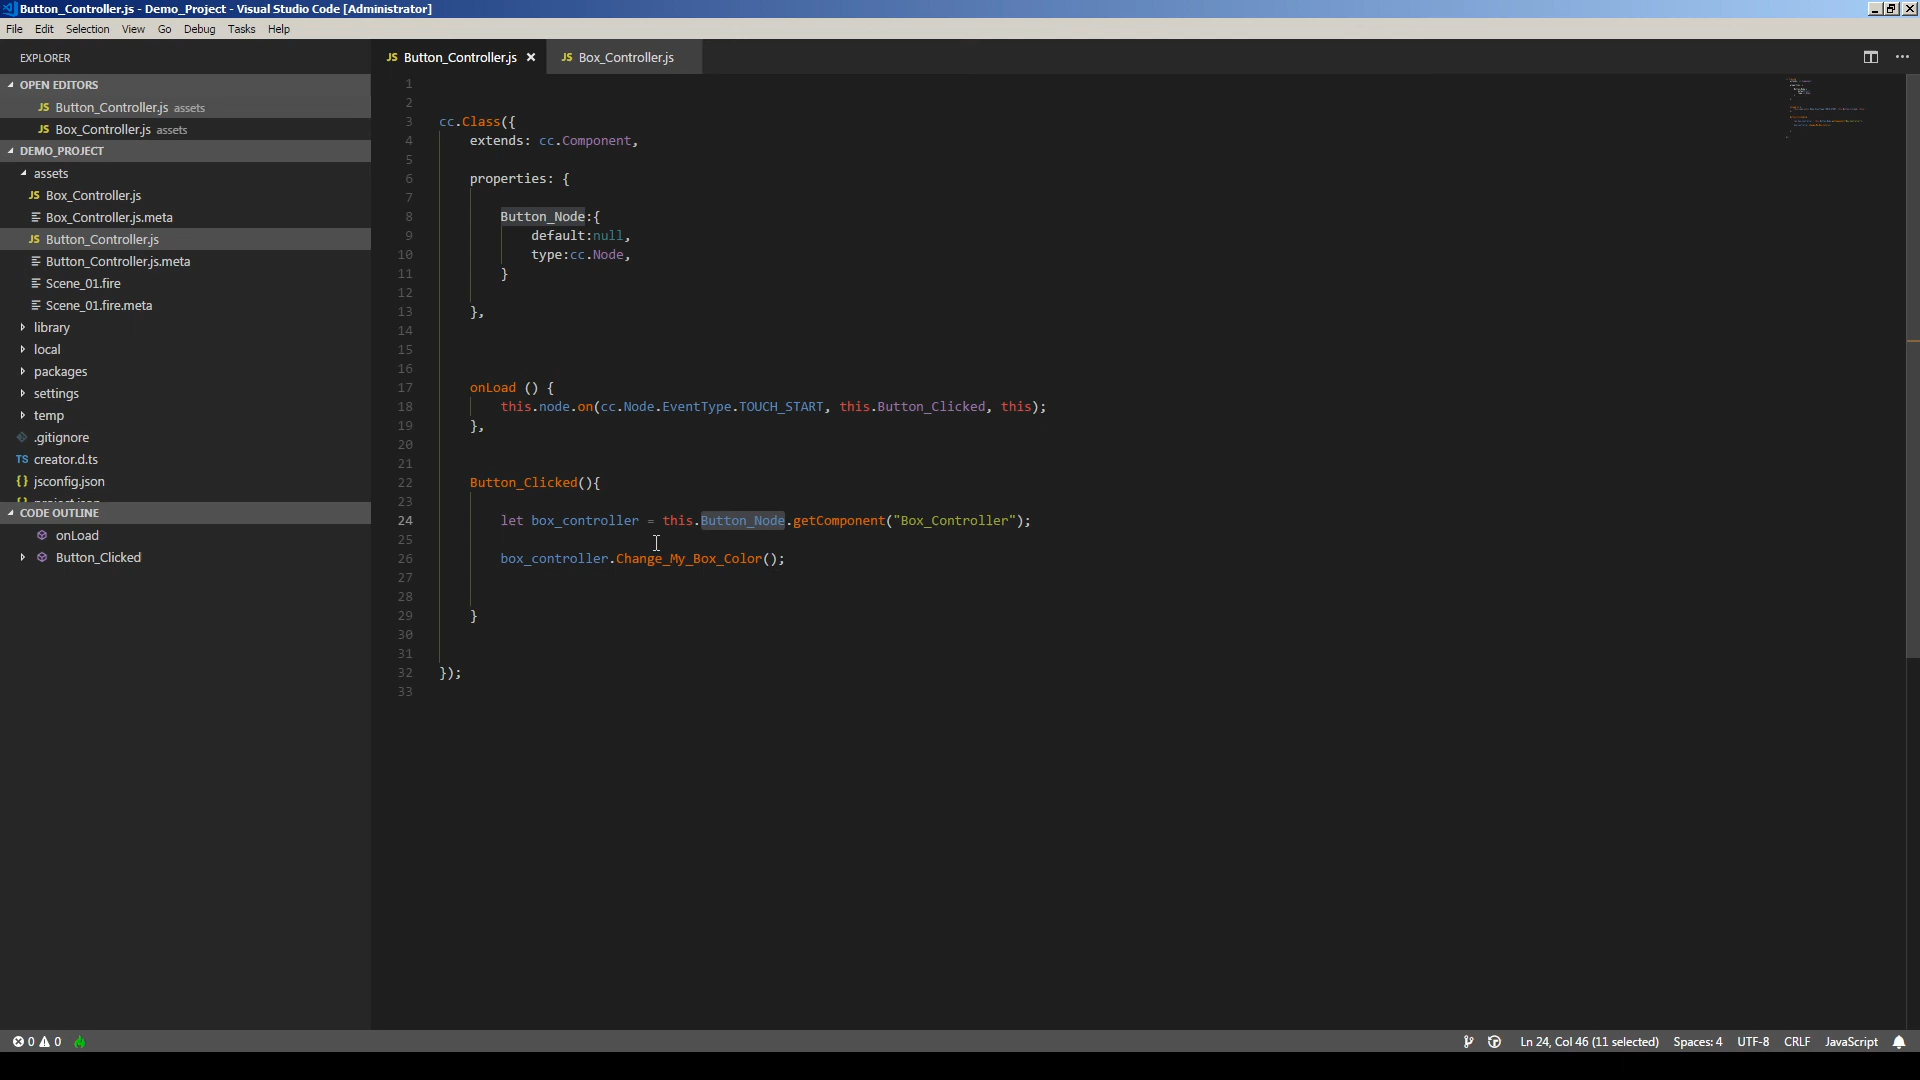 Button_Controller.js - Demo_Project - Visual Studio Code [Administrator]
File Edit Selection View Go Debug Tasks Help
EXPLORER
OPEN EDITORS
JS Button_Controller.js assets
JS Box_Controller.js assets
DEMO_PROJECT
assets
JS Box_Controller.js
Box_Controller.js.meta
JS Button_Controller.js
Button_Controller.js.meta
Scene_01.fire
Scene_01.fire.meta
library
local
packages
settings
temp
.gitignore
TS creator.d.ts
{} jsconfig.json
CODE OUTLINE
onLoad
Button_Clicked
JS Button_Controller.js JS Box_Controller.js
1
2
3 cc.Class({
4 extends: cc.Component,
5
6 properties: {
7
8 Button_Node:{
9 default:null,
10 type:cc.Node,
11 }
12
13 },
14
15
16
17 onLoad () {
18 this.node.on(cc.Node.EventType.TOUCH_START, this.Button_Clicked, this);
19 },
20
21
22 Button_Clicked(){
23
24 let box_controller = this.Button_Node.getComponent("Box_Controller");
25
26 box_controller.Change_My_Box_Color();
27
28
29 }
30
31
32 });
33
0 0 Ln 24, Col 46 (11 selected) Spaces: 4 UTF-8 CRLF JavaScript